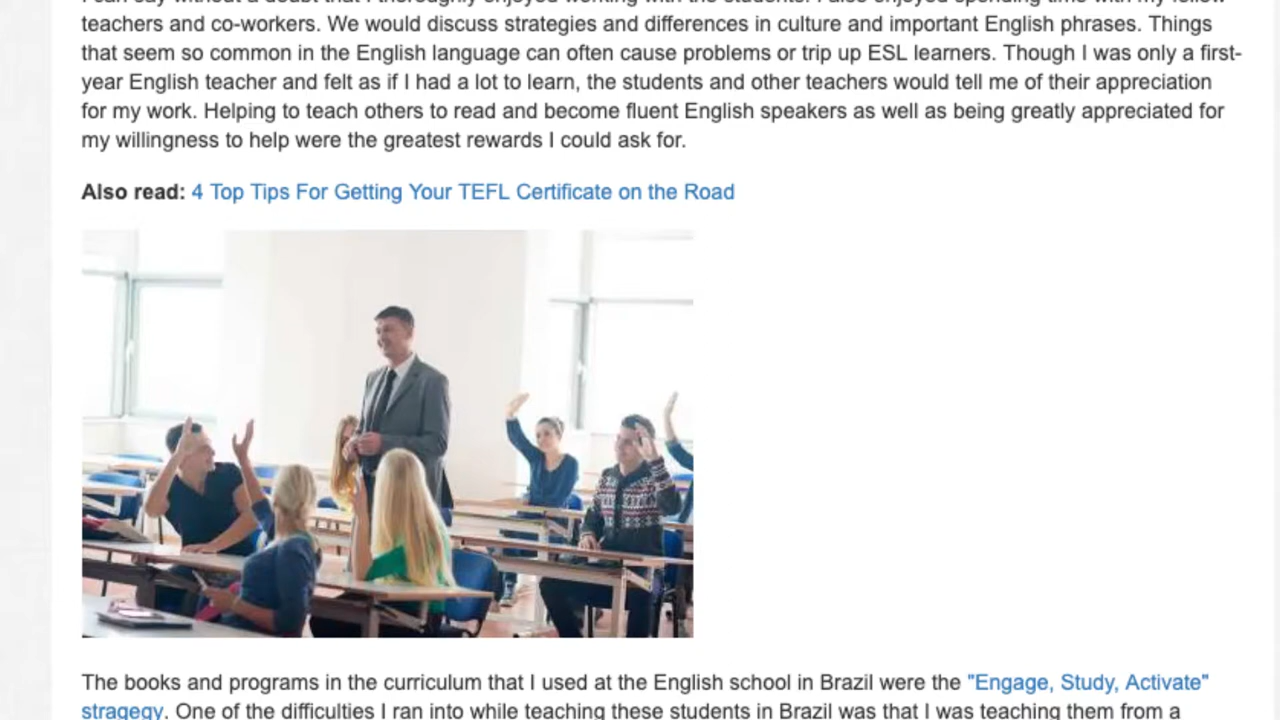 teachers and co-workers. We would discuss strategies and differences in culture and important English phrases. Things
that seem so common in the English language can often cause problems or trip up ESL learners. Though I was only a first-
year English teacher and felt as if I had a lot to learn, the students and other teachers would tell me of their appreciation
for my work. Helping to teach others to read and become fluent English speakers as well as being greatly appreciated for
my willingness to help were the greatest rewards I could ask for.
Also read: 4 Top Tips For Getting Your TEFL Certificate on the Road
The books and programs in the curriculum that I used at the English school in Brazil were the "Engage, Study, Activate"
stragegy. One of the difficulties I ran into while teaching these students in Brazil was that I was teaching them from a